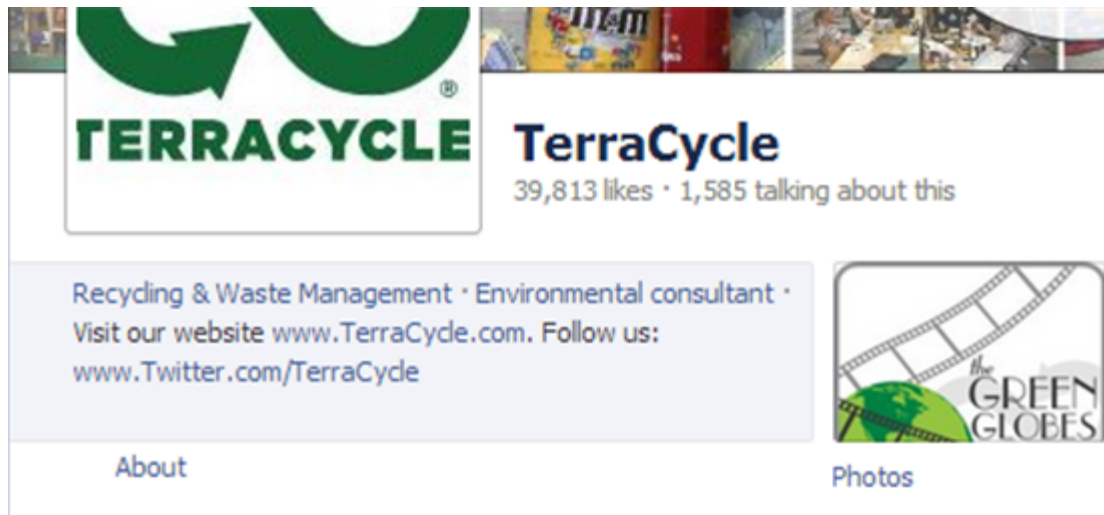 m&m
®
TERRACYCLE
TerraCycle
39,813 likes · 1,585 talking about this
Recycling & Waste Management · Environmental consultant ·
Visit our website www.TerraCycle.com. Follow us:
www.Twitter.com/TerraCycle
the
GREEN
GLOBES
About
Photos